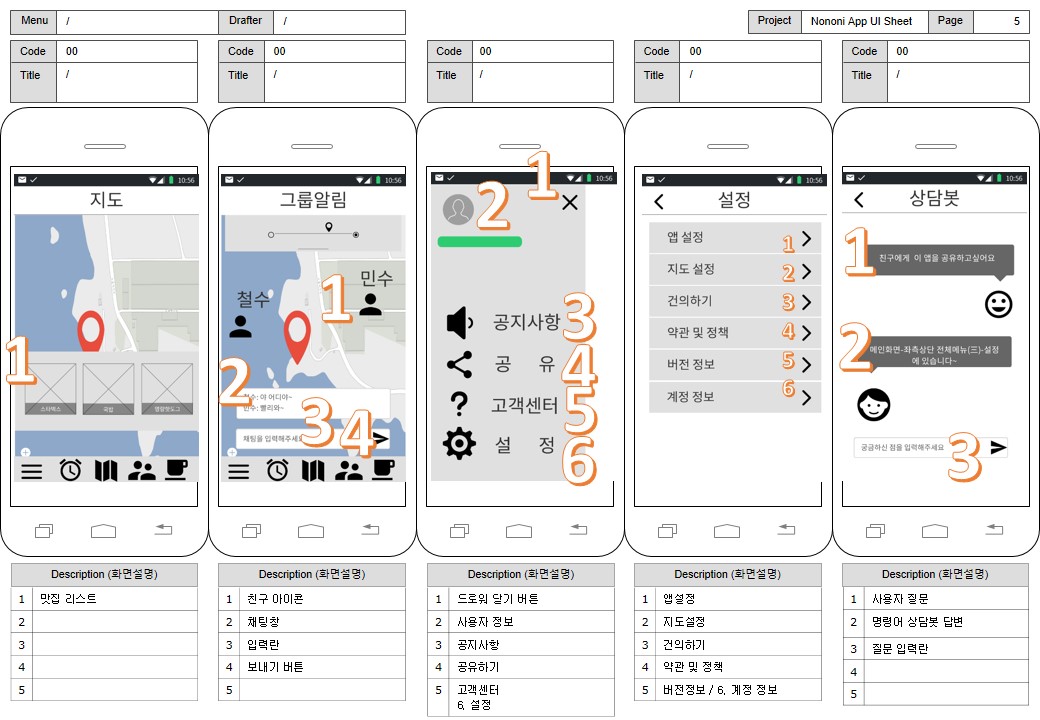 Menu / Drafter / Project Nononi App UI Sheet Page 5
Code 00 Code 00 Code 00 Code 00 Code 00
Title / Title / Title / Title / Title /
10:56
지도
1
스타벅스 국밥 명랑핫도그
10:56
그룹알림
철수
민수
1
2
철수: 야 어디야~
민수: 빨리와~
채팅을 입력해주세요
3
4
10:56
1
2
공지사항 3
공 유 4
고객센터 5
설 정 6
10:56
설정
앱 설정 1
지도 설정 2
건의하기 3
약관 및 정책 4
버전 정보 5
계정 정보 6
10:56
상담봇
1
친구에게 이 앱을 공유하고싶어요
2
메인화면-좌측상단 전체메뉴(三)-설정
에 있습니다~
궁금하신 점을 입력해주세요
3
Description (화면설명)
1 맛집 리스트
2
3
4
5
Description (화면설명)
1 친구 아이콘
2 채팅창
3 입력란
4 보내기 버튼
5
Description (화면설명)
1 드로워 닫기 버튼
2 사용자 정보
3 공지사항
4 공유하기
5 고객센터
6, 설정
Description (화면설명)
1 앱설정
2 지도설정
3 건의하기
4 약관 및 정책
5 버전정보 / 6, 계정 정보
Description (화면설명)
1 사용자 질문
2 명령어 상담봇 답변
3 질문 입력란
4
5